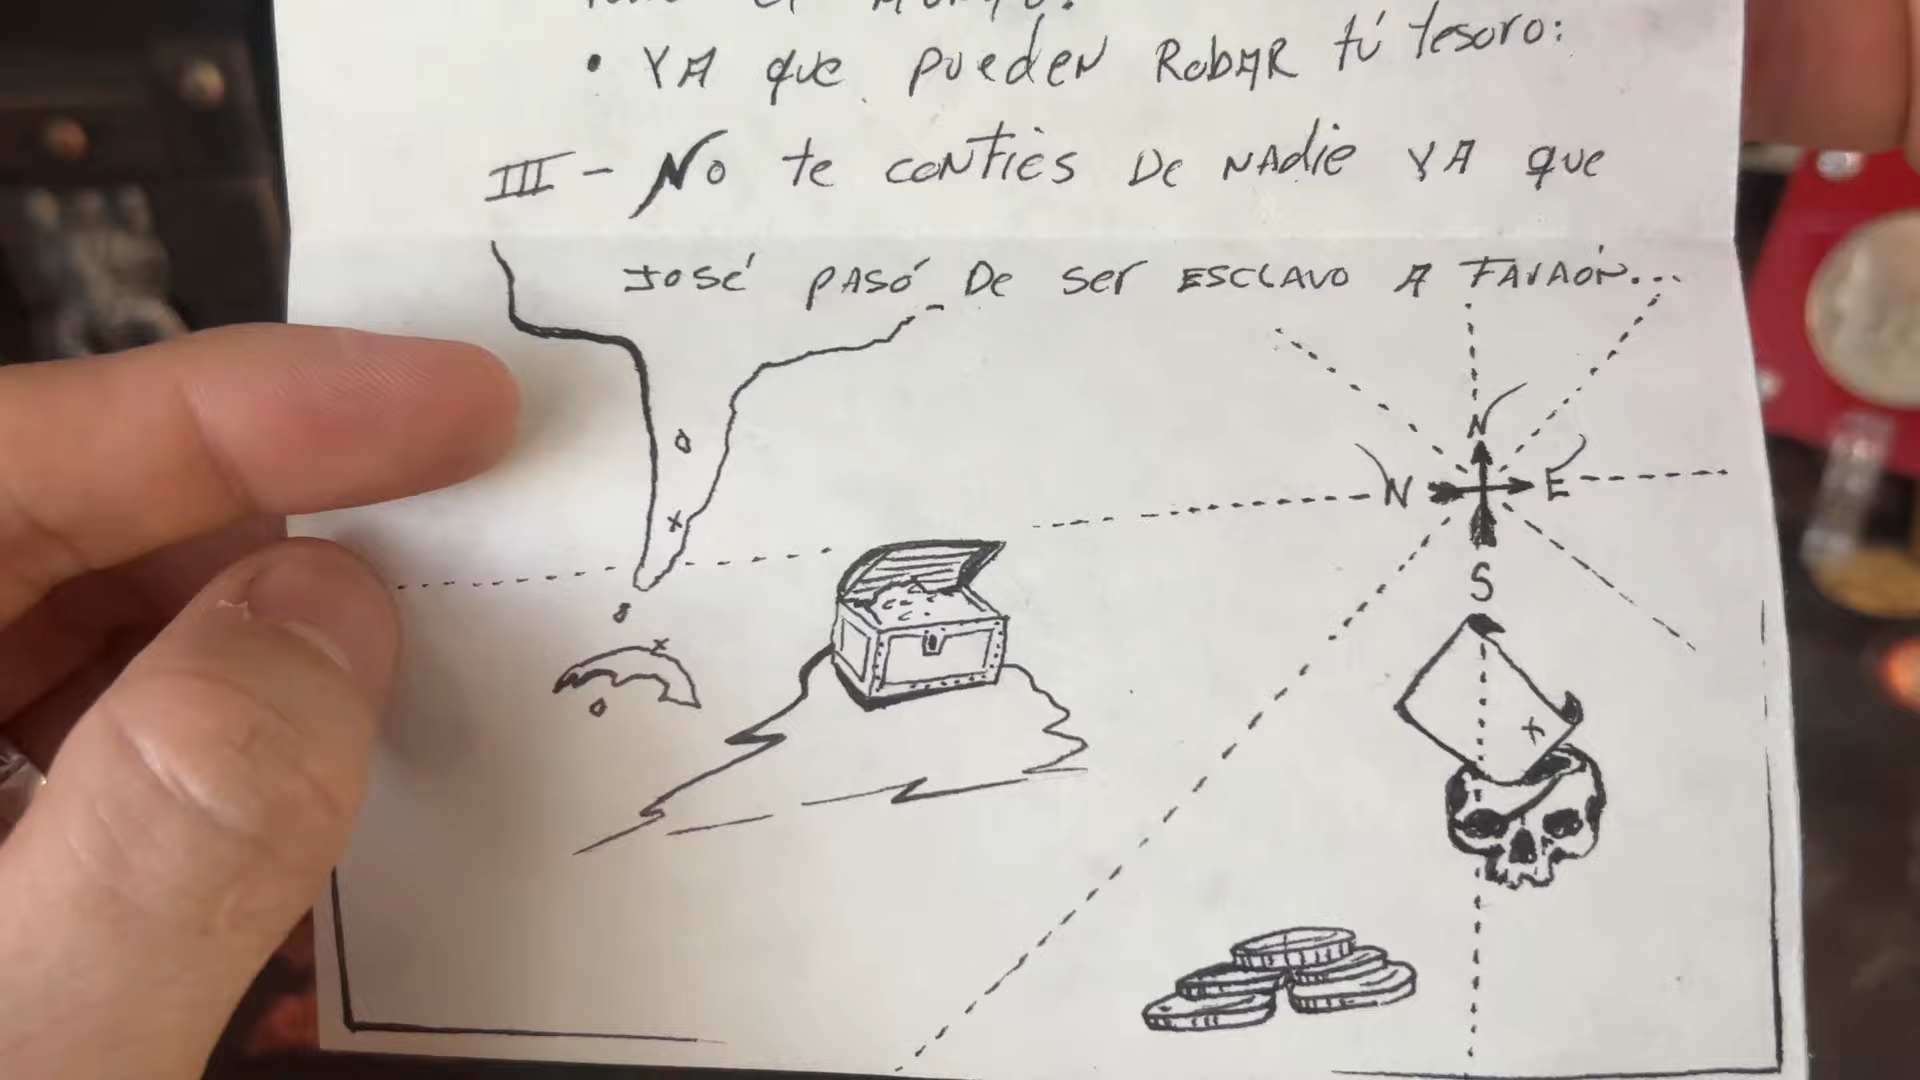 • YA que pueden RobAR tú tesoro:
III - No te confíes De NAdie YA que
José pasó De ser ESCLAVO A FARAÓN...
N
N E
S
x
x
x